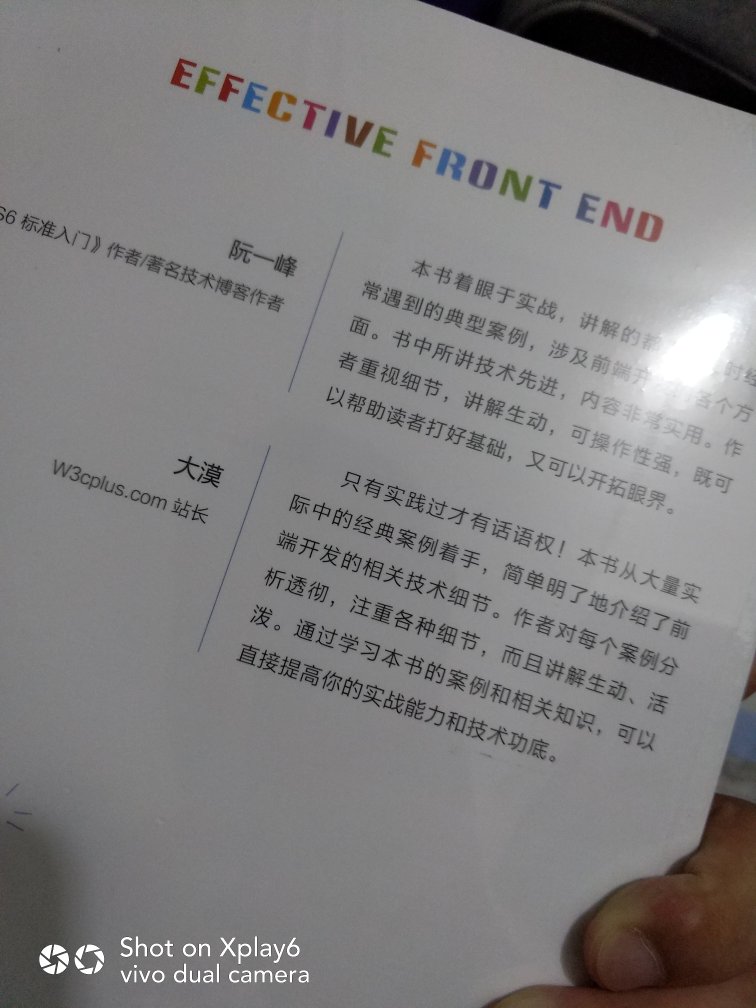 EFFECTIVE FRONT END
阮一峰
S6 标准入门》作者/著名技术博客作者
本书着眼于实战，讲解的都 时经
常遇到的典型案例，涉及前端开 各个方
面。书中所讲技术先进，内容非常实用。作
者重视细节，讲解生动，可操作性强，既可
以帮助读者打好基础，又可以开拓眼界。
大漠
W3cplus.com 站长
只有实践过才有话语权！本书从大量实
际中的经典案例着手，简单明了地介绍了前
端开发的相关技术细节。作者对每个案例分
析透彻，注重各种细节，而且讲解生动、活
泼。通过学习本书的案例和相关知识，可以
直接提高你的实战能力和技术功底。
Shot on Xplay6
vivo dual camera